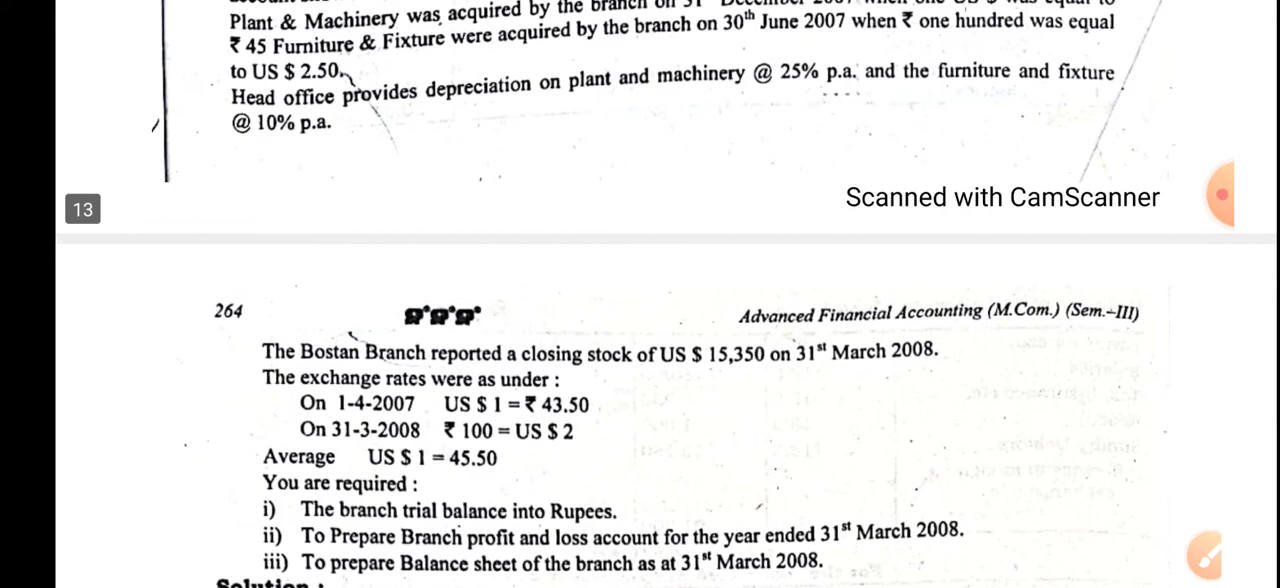 Plant & Machinery was acquired by the branch on 31
₹ 45 Furniture & Fixture were acquired by the branch on 30th June 2007 when ₹ one hundred was equal
to US $ 2.50.
Head office provides depreciation on plant and machinery @ 25% p.a. and the furniture and fixture
@ 10% p.a.
13
Scanned with CamScanner
264
Advanced Financial Accounting (M.Com.) (Sem.–III)
The Bostan Branch reported a closing stock of US $ 15,350 on 31st March 2008.
The exchange rates were as under :
On 1-4-2007 US $ 1 = ₹ 43.50
On 31-3-2008 ₹ 100 = US $ 2
Average US $ 1 = 45.50
You are required :
i) The branch trial balance into Rupees.
ii) To Prepare Branch profit and loss account for the year ended 31st March 2008.
iii) To prepare Balance sheet of the branch as at 31st March 2008.
Solution :